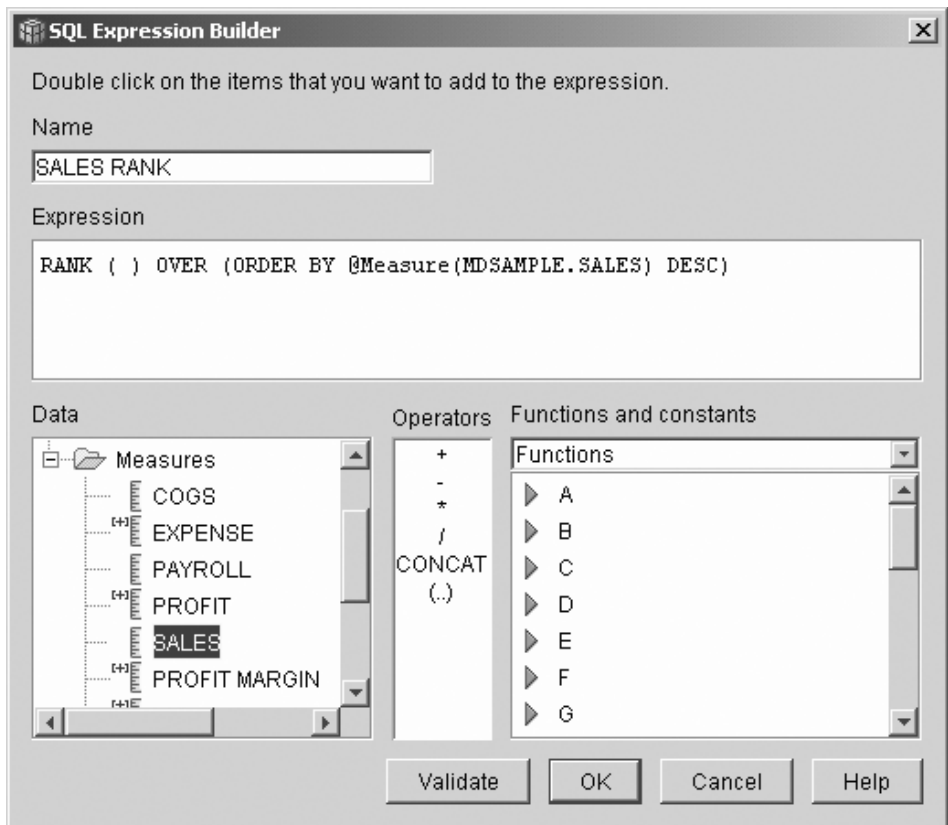 SQL Expression Builder
Double click on the items that you want to add to the expression.
Name
SALES RANK
Expression
RANK ( ) OVER (ORDER BY @Measure(MDSAMPLE.SALES) DESC)
Data
Operators
Functions and constants
Measures
COGS
EXPENSE
PAYROLL
PROFIT
SALES
PROFIT MARGIN
+
-
*
/
CONCAT
(..)
Functions
A
B
C
D
E
F
G
Validate
OK
Cancel
Help